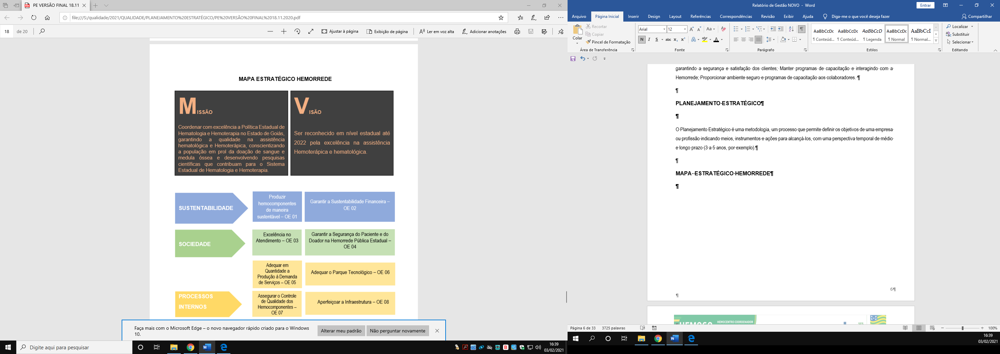 PE VERSÃO FINAL 18.11
file:///S:/qualidade/2021/QUALIDADE/PLANEJAMENTO%20ESTRATÉGICO/PE%20VERSÃO%20FINAL%2018.11.2020.pdf
18 de 20
Ajustar à página
Exibição de página
Ler em voz alta
Adicionar anotações
MAPA ESTRATÉGICO HEMORREDE
MISSÃO
Coordenar com excelência a Política Estadual de
Hematologia e Hemoterapia no Estado de Goiás,
garantindo a qualidade na assistência
hematológica e Hemoterápica, conscientizando
a população em prol da doação de sangue e
medula óssea e desenvolvendo pesquisas
científicas que contribuam para o Sistema
Estadual de Hematologia e Hemoterapia.
VISÃO
Ser reconhecido em nível estadual até
2022 pela excelência na assistência
Hemoterápica e hematológica.
SUSTENTABILIDADE
Produzir
hemocomponentes
de maneira
sustentável – OE 01
Garantir a Sustentabilidade Financeira –
OE 02
SOCIEDADE
Excelência no
Atendimento – OE 03
Garantir a Segurança do Paciente e do
Doador na Hemorrede Pública Estadual –
OE 04
Adequar em
Quantidade a
Produção à Demanda
de Serviços – OE 05
Adequar o Parque Tecnológico – OE 06
PROCESSOS
INTERNOS
Assegurar o Controle
de Qualidade dos
Hemocomponentes –
OE 07
Aperfeiçoar a Infraestrutura – OE 08
Faça mais com o Microsoft Edge – o novo navegador rápido criado para o Windows
10.
Alterar meu padrão
Não perguntar novamente
Digite aqui para pesquisar
16:39
03/02/2021
Relatório de Gestão NOVO - Word
Entrar
Arquivo
Página Inicial
Inserir
Design
Layout
Referências
Correspondências
Revisão
Exibir
Ajuda
Diga-me o que você deseja fazer
Compartilhar
Colar
Recortar
Copiar
Pincel de Formatação
Área de Transferência
Arial
12
N I S abc x₂ x²
Fonte
Parágrafo
AaBbCcDc AaBbCcDc AaBbCcD AaBbCcDc AaBbCcI
¶ Conteúd... ¶ Conteúd... ¶ Legenda ¶ Normal ¶ Normal...
Estilos
Localizar
Substituir
Selecionar
Editando
garantindo· a· segurança· e· satisfação· dos· clientes;· Manter· programas· de· capacitação· e· interagindo· com· a·
Hemorrede;·Proporcionar·ambiente·seguro·e·programas·de·capacitação·aos·colaboradores.·¶
¶
PLANEJAMENTO·ESTRATÉGICO¶
¶
O·Planejamento·Estratégico·é·uma·metodologia,·um·processo·que·permite·definir·os·objetivos·de·uma·empresa·
ou·profissão·indicando·meios,·instrumentos·e·ações·para·alcançá-los,·com·uma·perspectiva·temporal·de·médio·
e·longo·prazo·(3·a·5·anos,·por·exemplo).¶
¶
MAPA··ESTRATÉGICO·HEMORREDE¶
¶
6¶
¶
HEMOCENTRO COORDENADOR
Página 6 de 33
3725 palavras
100%
16:39
03/02/2021